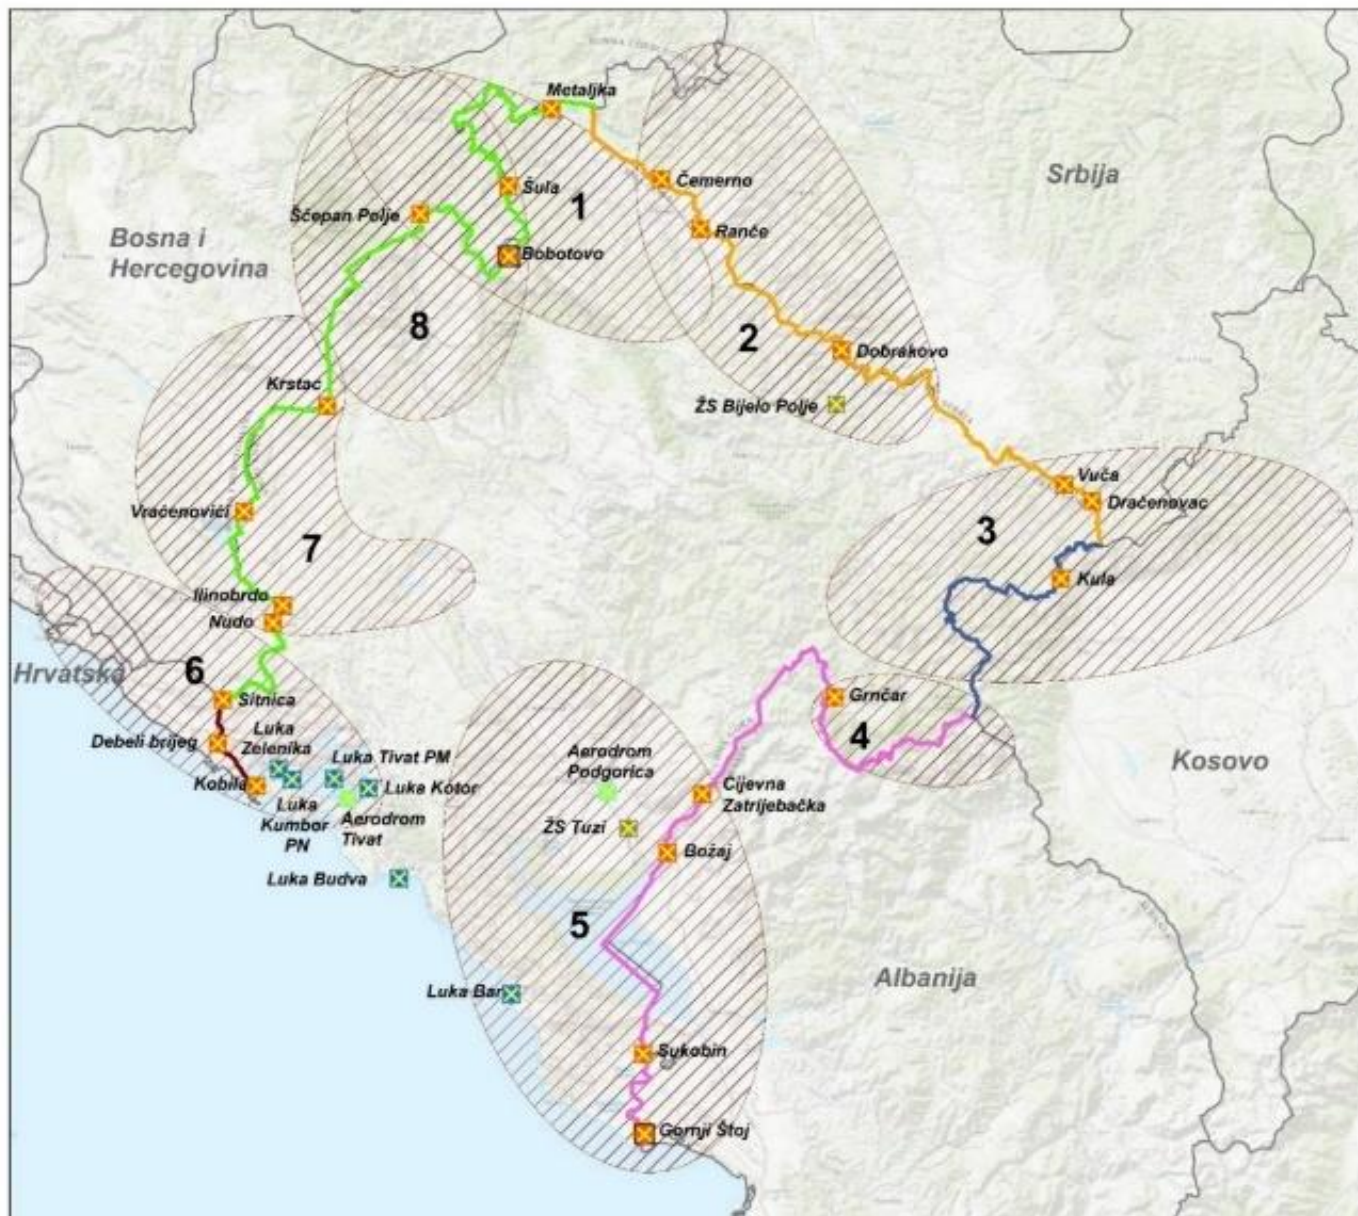 Metaljka
Čemerno
Srbija
Šula
1
Šćepan Polje
Ranče
Bosna i
Hercegovina
Bobotovo
8
2
Dobrakovo
Krstac
ŽS Bijelo Polje
Vuča
Vraćenovići
Dračenovac
3
7
Kula
Ilinobrdo
Nudo
6
Hrvatska
Sitnica
Grnčar
4
Debeli brijeg
Luka
Zelenika
Luka Tivat PM
Aerodrom
Podgorica
Kosovo
Kobila
Luka Kotor
Cijevna
Zatrijebačka
Luka
Kumbor
PN
Aerodrom
Tivat
ŽS Tuzi
Božaj
Luka Budva
5
Albanija
Luka Bar
Sukobin
Gornji Štoj